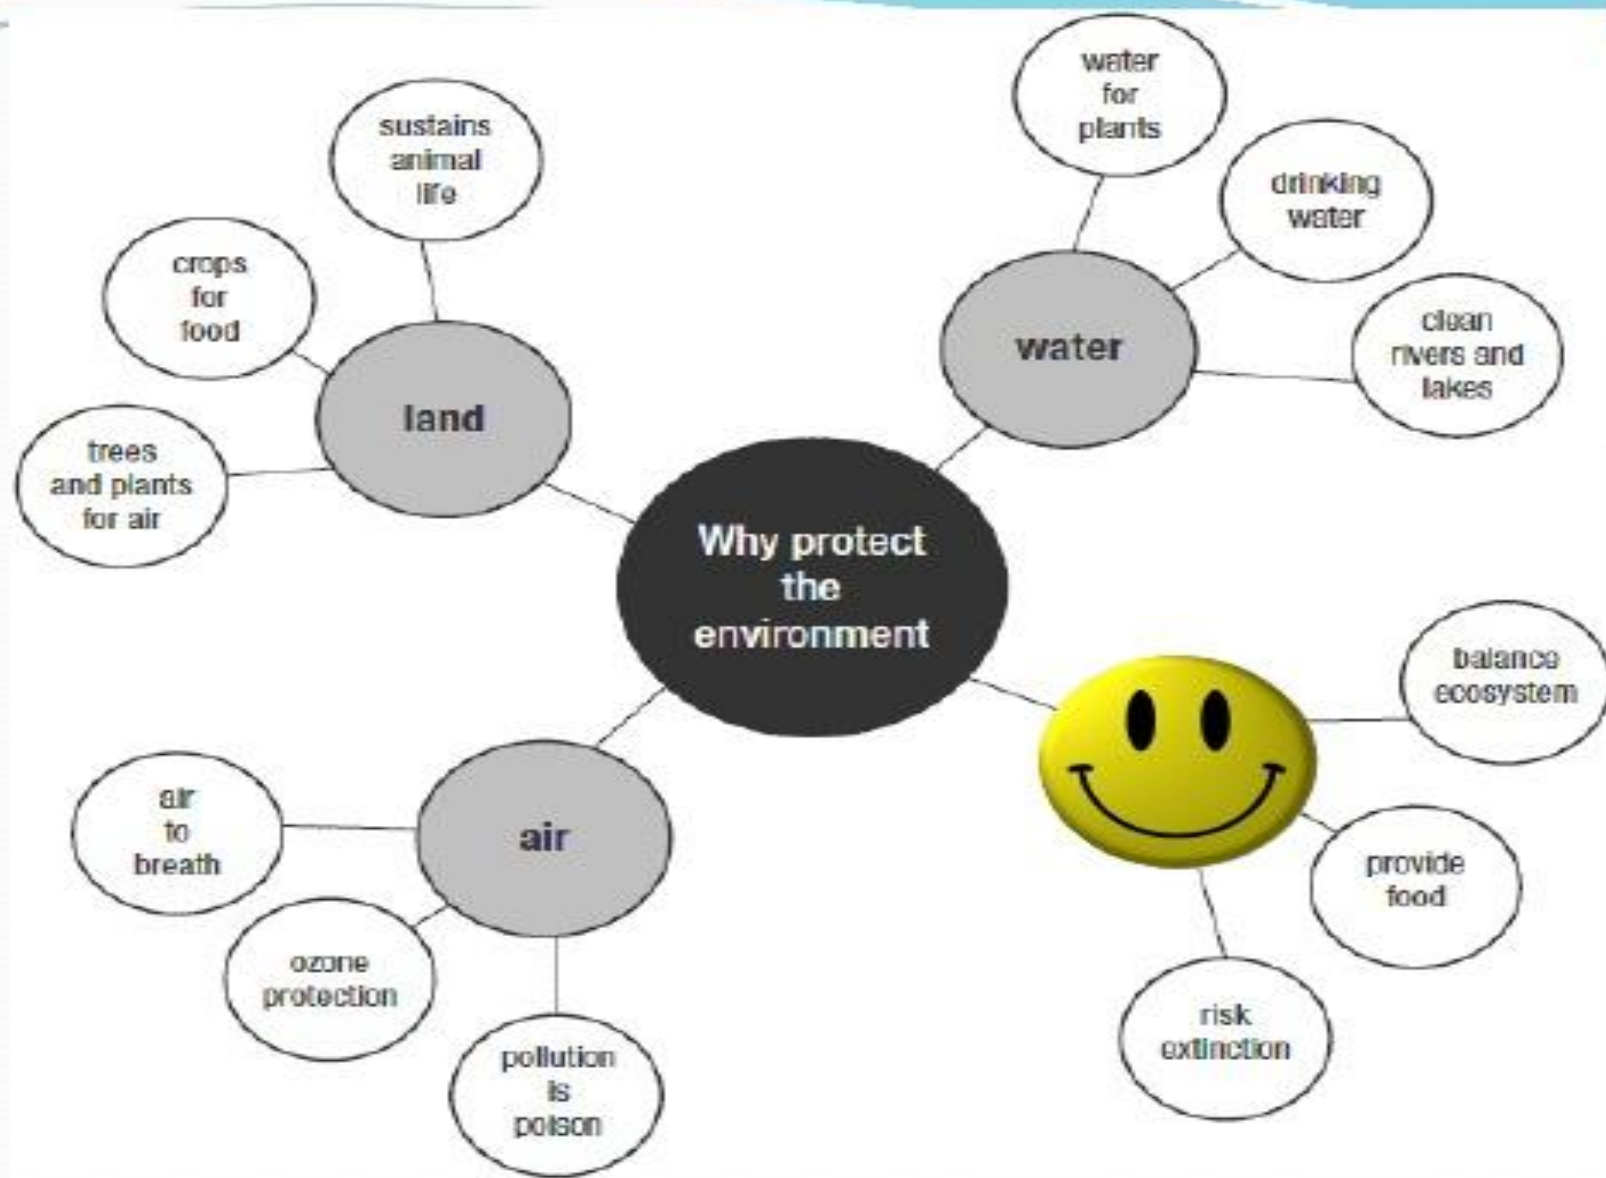 Why protect
the
environment
land
sustains
animal
life
crops
for
food
trees
and plants
for air
water
water
for
plants
drinking
water
clean
rivers and
lakes
air
air
to
breath
ozone
protection
pollution
is
poison
balance
ecosystem
provide
food
risk
extinction